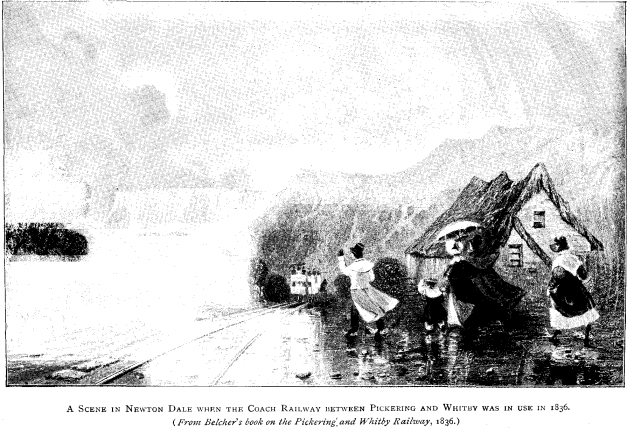 A Scene in Newton Dale when the Coach Railway between Pickering and Whitby was in use in 1836.
(From Belcher's book on the Pickering and Whitby Railway, 1836.)